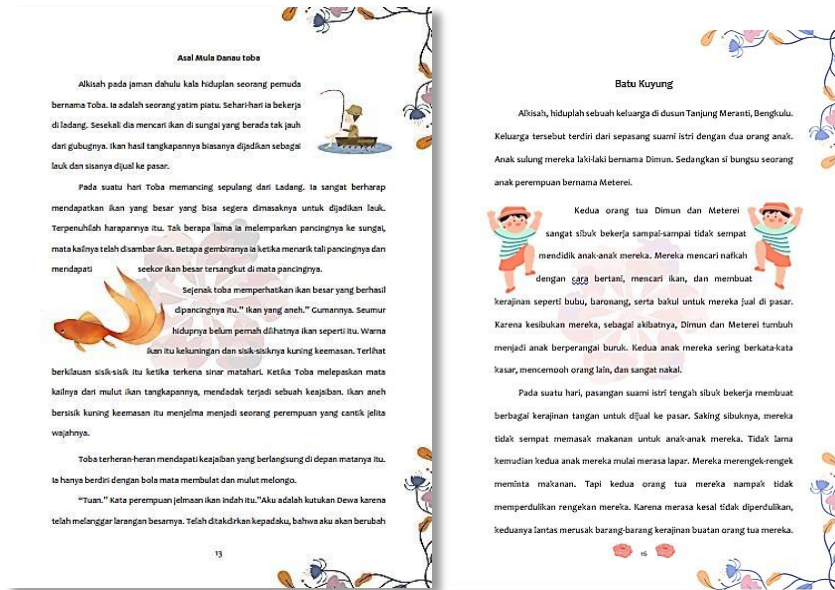 Asal Mula Danau toba
Alkisah pada jaman dahulu kala hiduplan seorang pemuda
bernama Toba. Ia adalah seorang yatim piatu. Sehari-hari ia bekerja
di ladang. Sesekali dia mencari ikan di sungai yang berada tak jauh
dari gubugnya. Ikan hasil tangkapannya biasanya dijadikan sebagai
lauk dan sisanya dijual ke pasar.
Pada suatu hari Toba memancing sepulang dari Ladang. Ia sangat berharap
mendapatkan ikan yang besar yang bisa segera dimasaknya untuk dijadikan lauk.
Terpenuhilah harapannya itu. Tak berapa lama ia melemparkan pancingnya ke sungai,
mata kailnya telah disambar ikan. Betapa gembiranya ia ketika menarik tali pancingnya dan
mendapati seekor ikan besar tersangkut di mata pancingnya.
Sejenak toba memperhatikan ikan besar yang berhasil
dipancingnya itu." Ikan yang aneh." Gumannya. Seumur
hidupnya belum pernah dilihatnya ikan seperti itu. Warna
ikan itu kekuningan dan sisik-sisiknya kuning keemasan. Terlihat
berkilauan sisik-sisik itu ketika terkena sinar matahari. Ketika Toba melepaskan mata
kailnya dari mulut ikan tangkapannya, mendadak terjadi sebuah keajaiban. Ikan aneh
bersisik kuning keemasan itu menjelma menjadi seorang perempuan yang cantik jelita
wajahnya.
Toba terheran-heran mendapati keajaiban yang berlangsung di depan matanya itu.
Ia hanya berdiri dengan bola mata membulat dan mulut melongo.
"Tuan." Kata perempuan jelmaan ikan indah itu."Aku adalah kutukan Dewa karena
telah melanggar larangan besarnya. Telah ditakdirkan kepadaku, bahwa aku akan berubah
13
Batu Kuyung
Alkisah, hiduplah sebuah keluarga di dusun Tanjung Meranti, Bengkulu.
Keluarga tersebut terdiri dari sepasang suami istri dengan dua orang anak.
Anak sulung mereka laki-laki bernama Dimun. Sedangkan si bungsu seorang
anak perempuan bernama Meterei.
Kedua orang tua Dimun dan Meterei
sangat sibuk bekerja sampai-sampai tidak sempat
mendidik anak-anak mereka. Mereka mencari nafkah
dengan cara bertani, mencari ikan, dan membuat
kerajinan seperti bubu, baronang, serta bakul untuk mereka jual di pasar.
Karena kesibukan mereka, sebagai akibatnya, Dimun dan Meterei tumbuh
menjadi anak berperangai buruk. Kedua anak mereka sering berkata-kata
kasar, mencemooh orang lain, dan sangat nakal.
Pada suatu hari, pasangan suami istri tengah sibuk bekerja membuat
berbagai kerajinan tangan untuk dijual ke pasar. Saking sibuknya, mereka
tidak sempat memasak makanan untuk anak-anak mereka. Tidak lama
kemudian kedua anak mereka mulai merasa lapar. Mereka merengek-rengek
meminta makanan. Tapi kedua orang tua mereka nampak tidak
memperdulikan rengekan mereka. Karena merasa kesal tidak diperdulikan,
keduanya lantas merusak barang-barang kerajinan buatan orang tua mereka.
16